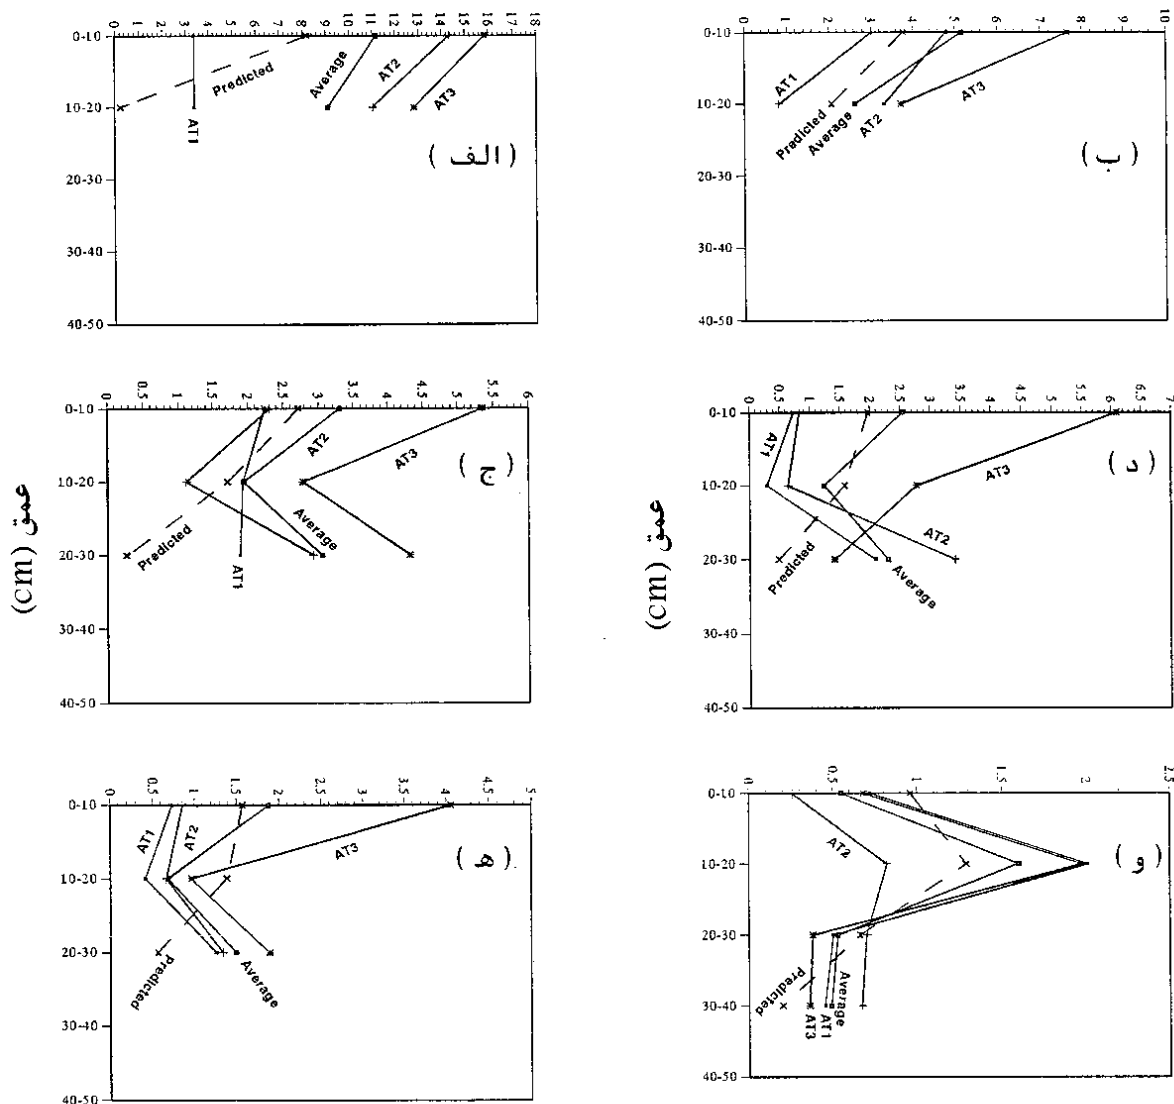 0 1 2 3 4 5 6 7 8 9 10 11 12 13 14 15 16 17 18
0-10
10-20
20-30
30-40
40-50
Predicted
AT1
Average
AT2
AT3
( الف )
0 1 2 3 4 5 6 7 8 9 10
0-10
10-20
20-30
30-40
40-50
AT1
Predicted
Average
AT2
AT3
( ب )
0 0.5 1 1.5 2 2.5 3 3.5 4 4.5 5 5.5 6
0-10
10-20
20-30
30-40
40-50
Predicted
AT1
Average
AT2
AT3
( ج )
عمق (cm)
0 0.5 1 1.5 2 2.5 3 3.5 4 4.5 5 5.5 6 6.5 7
0-10
10-20
20-30
30-40
40-50
AT1
Predicted
Average
AT2
AT3
( د )
عمق (cm)
0 0.5 1 1.5 2 2.5 3 3.5 4 4.5 5
0-10
10-20
20-30
30-40
40-50
AT1
AT2
AT3
Predicted
Average
( ه )
0 0.5 1 1.5 2 2.5
0-10
10-20
20-30
30-40
40-50
AT2
Predicted
AT3
AT1
Average
( و )